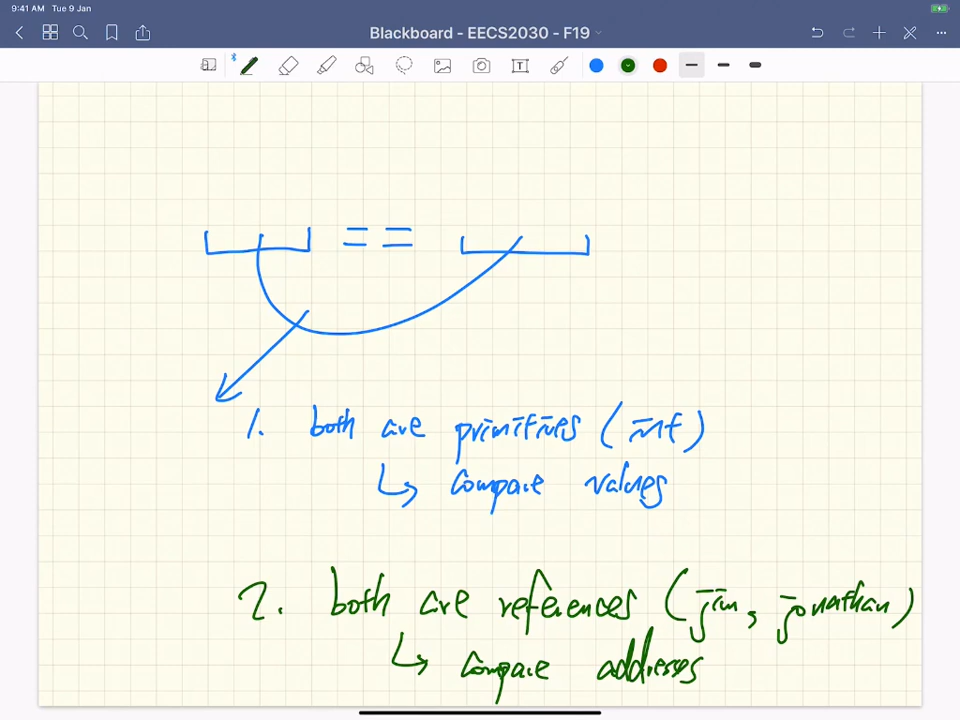 9:41 AM Tue 9 Jan
Blackboard - EECS2030 - F19
T
==
1. both are primitives (int)
↳ compare values
2. both are references (jim, jonathan)
↳ compare addresses